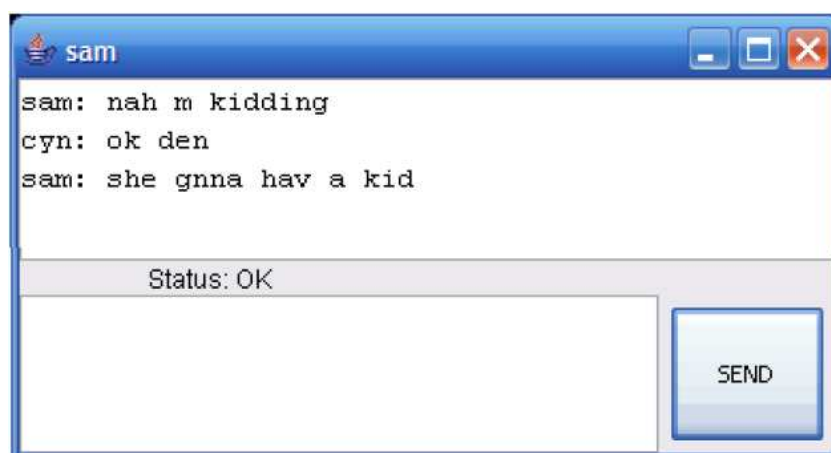 sam
sam: nah m kidding
cyn: ok den
sam: she gnna hav a kid
Status: OK
SEND